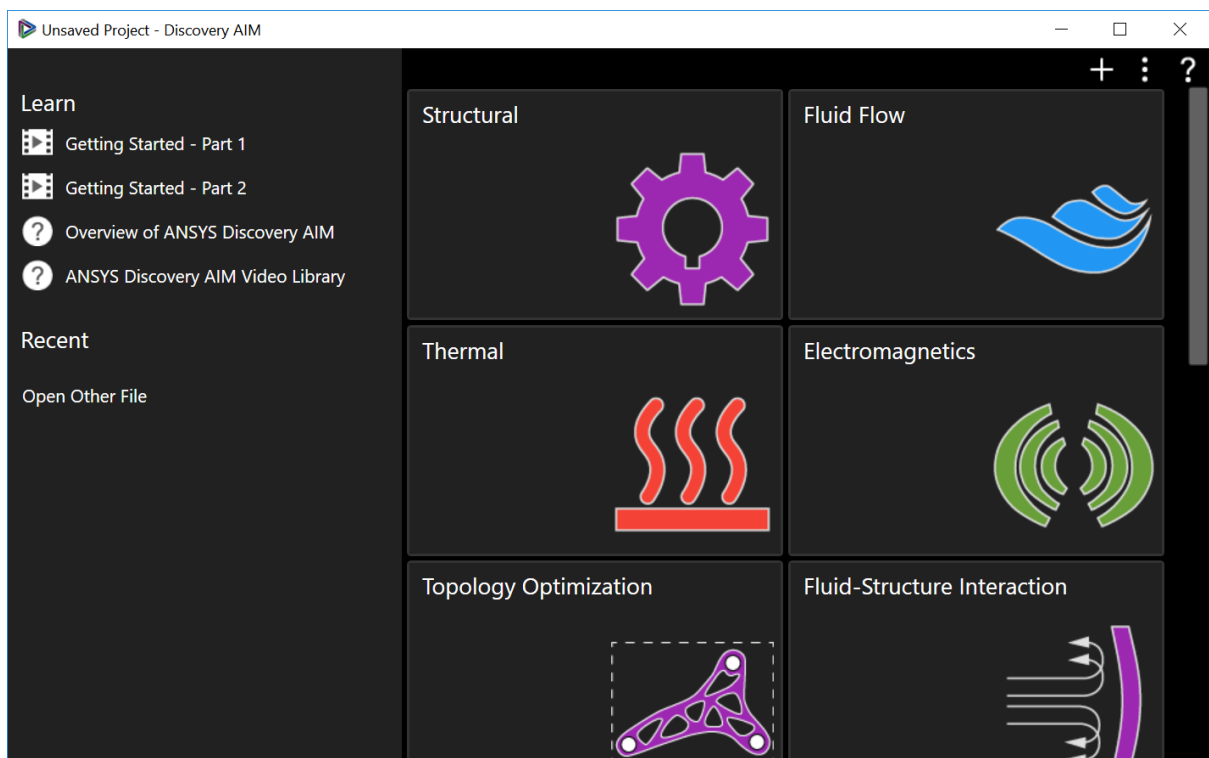 Unsaved Project - Discovery AIM
Learn
Getting Started - Part 1
Getting Started - Part 2
? Overview of ANSYS Discovery AIM
? ANSYS Discovery AIM Video Library
Recent
Open Other File
?
Structural
Fluid Flow
Thermal
Electromagnetics
Topology Optimization
Fluid-Structure Interaction